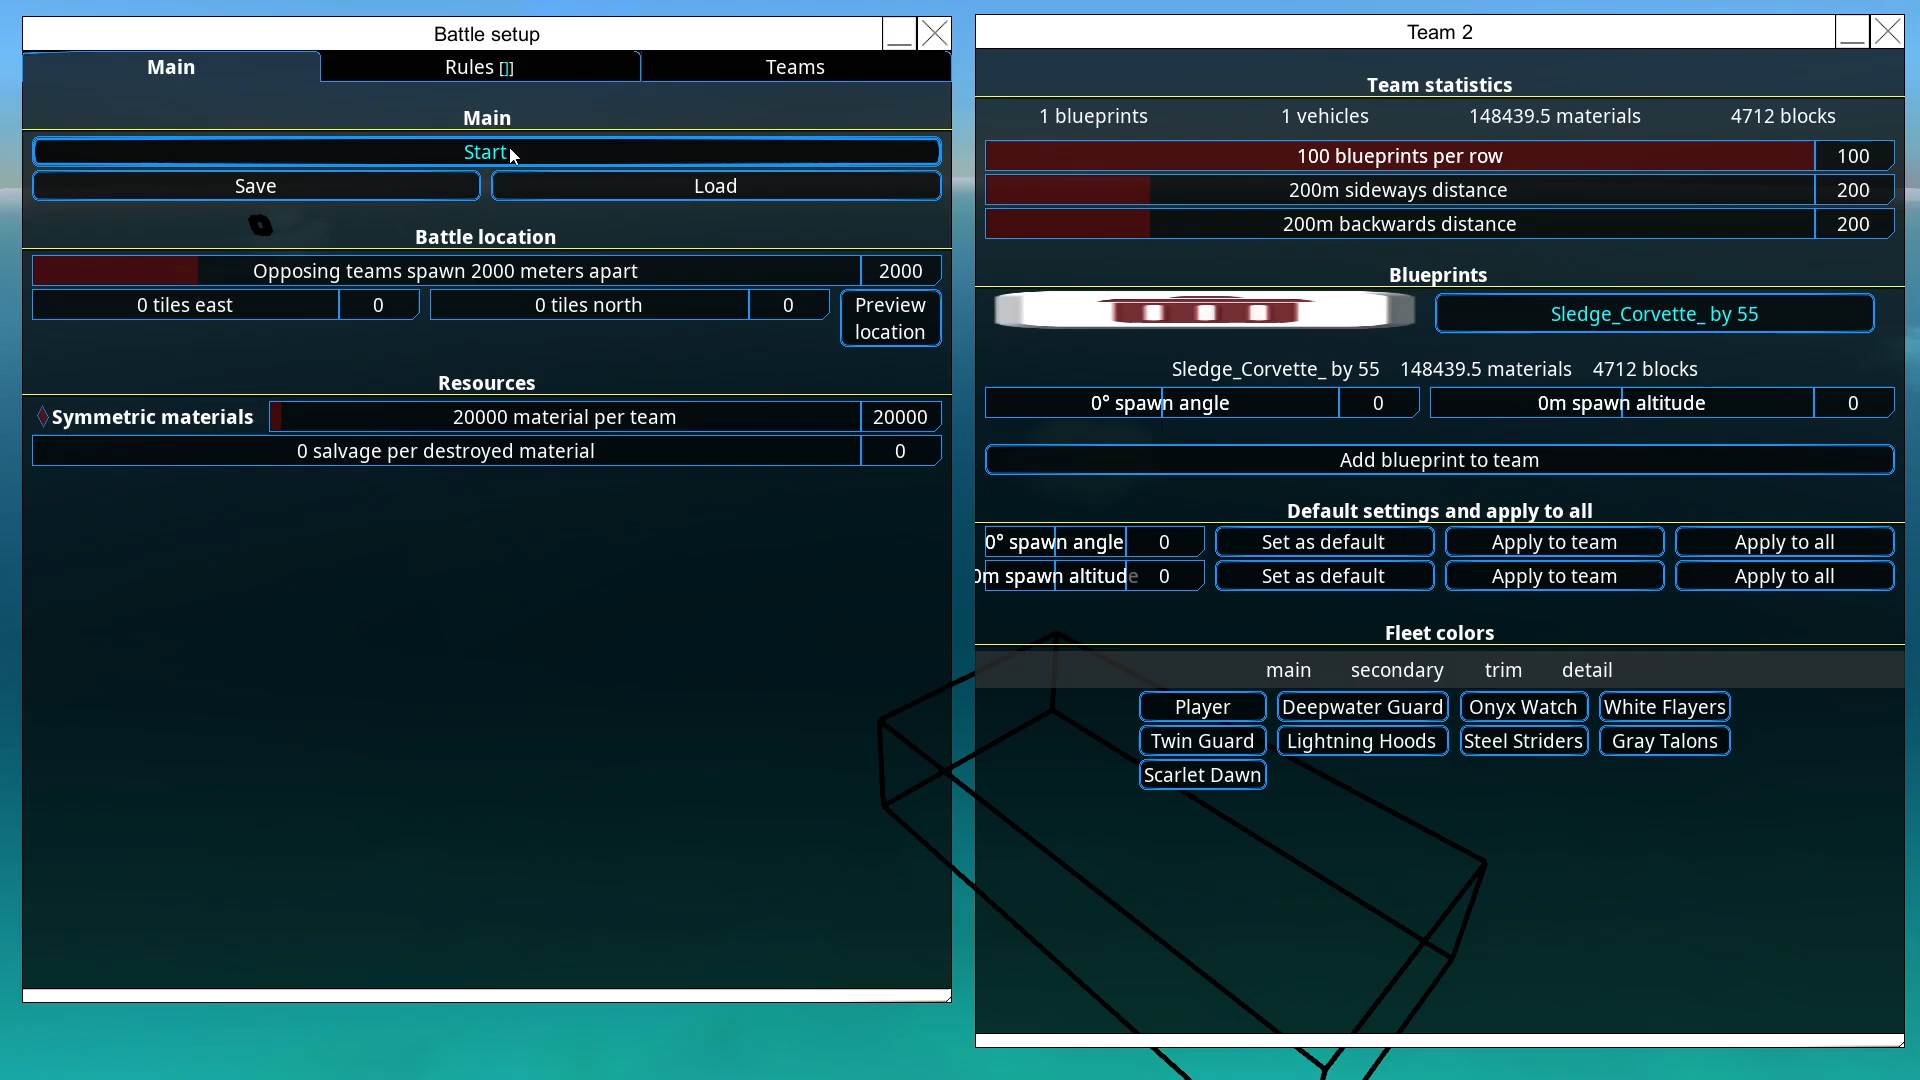 Battle setup
Main
Rules []
Teams
Main
Start
Save
Load
Battle location
Opposing teams spawn 2000 meters apart
2000
0 tiles east
0
0 tiles north
0
Preview
location
Resources
Symmetric materials
20000 material per team
20000
0 salvage per destroyed material
0
Team 2
Team statistics
1 blueprints
1 vehicles
148439.5 materials
4712 blocks
100 blueprints per row
100
200m sideways distance
200
200m backwards distance
200
Blueprints
Sledge_Corvette_ by 55
Sledge_Corvette_ by 55 148439.5 materials 4712 blocks
0° spawn angle
0
0m spawn altitude
0
Add blueprint to team
Default settings and apply to all
0° spawn angle
0
Set as default
Apply to team
Apply to all
0m spawn altitude
0
Set as default
Apply to team
Apply to all
Fleet colors
main secondary trim detail
Player
Deepwater Guard
Onyx Watch
White Flayers
Twin Guard
Lightning Hoods
Steel Striders
Gray Talons
Scarlet Dawn